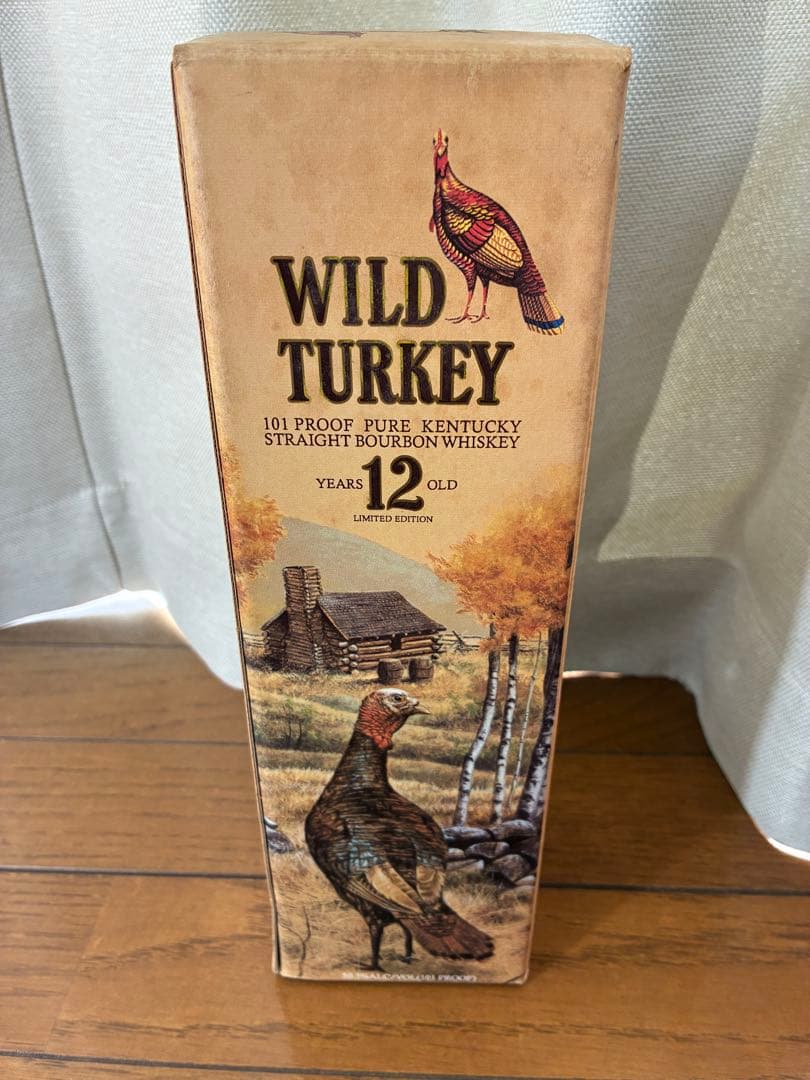 WILD
TURKEY
101 PROOF PURE KENTUCKY
STRAIGHT BOURBON WHISKEY
YEARS 12 OLD
LIMITED EDITION